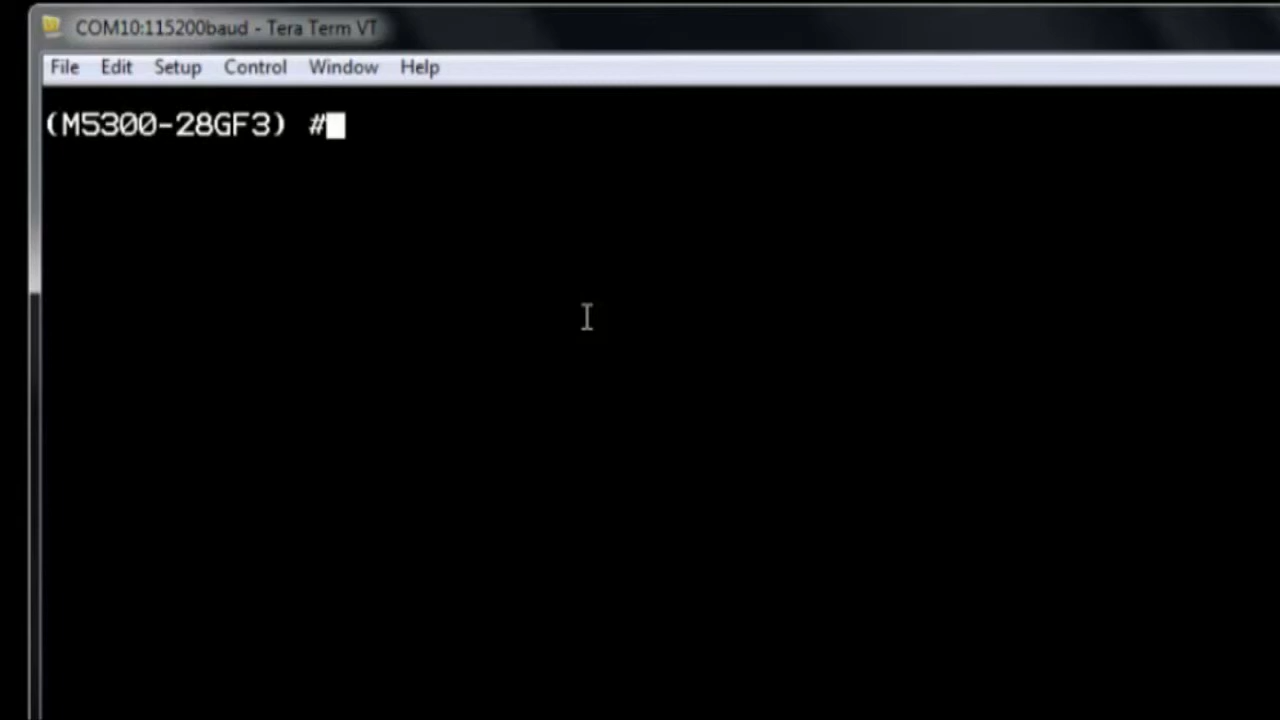 COM10:115200baud - Tera Term VT
File Edit Setup Control Window Help
(M5300-28GF3) #